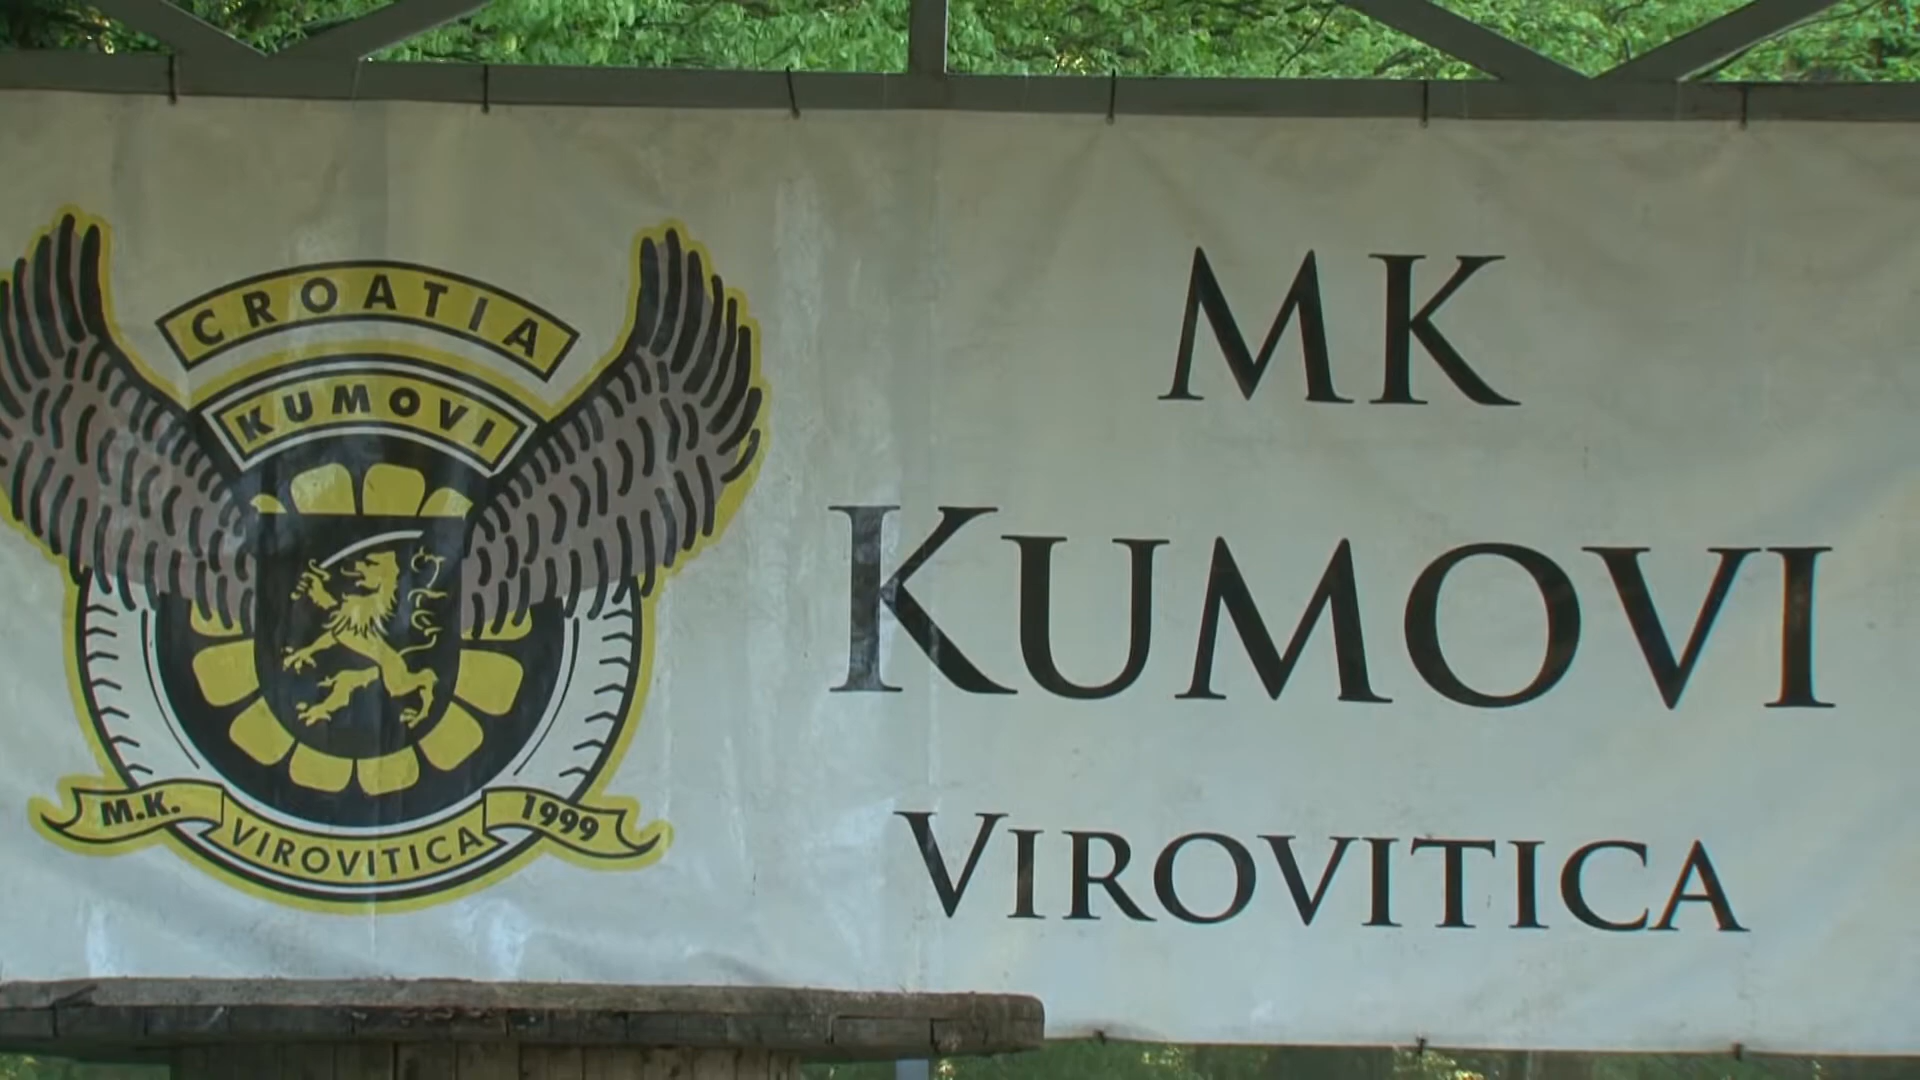 CROATIA
KUMOVI
M.K. VIROVITICA 1999
MK
KUMOVI
VIROVITICA